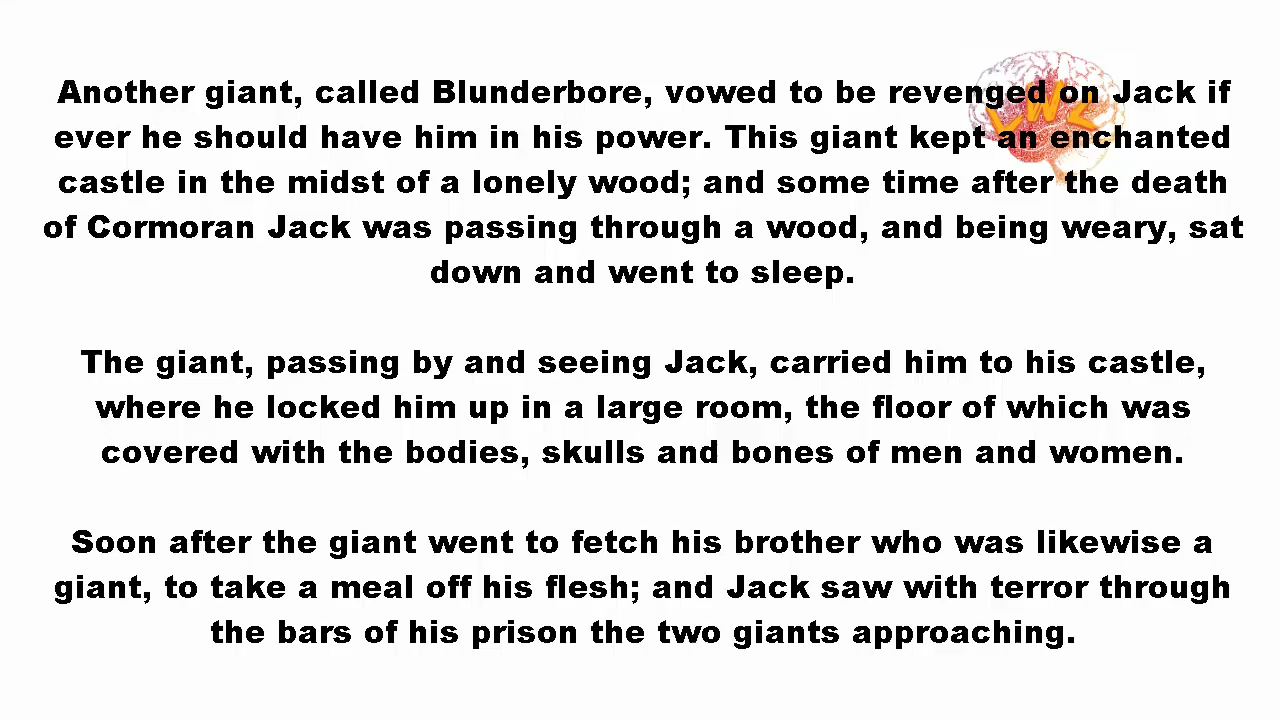 Another giant, called Blunderbore, vowed to be revenged on Jack if
ever he should have him in his power. This giant kept an enchanted
castle in the midst of a lonely wood; and some time after the death
of Cormoran Jack was passing through a wood, and being weary, sat
down and went to sleep.
The giant, passing by and seeing Jack, carried him to his castle,
where he locked him up in a large room, the floor of which was
covered with the bodies, skulls and bones of men and women.
Soon after the giant went to fetch his brother who was likewise a
giant, to take a meal off his flesh; and Jack saw with terror through
the bars of his prison the two giants approaching.